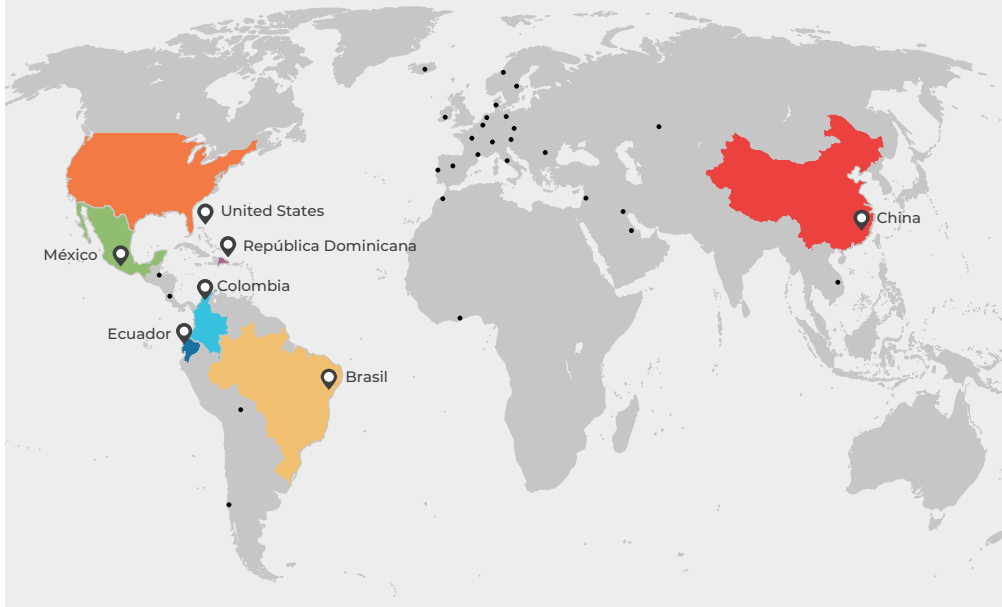 United States
República Dominicana
México
China
Colombia
Ecuador
Brasil